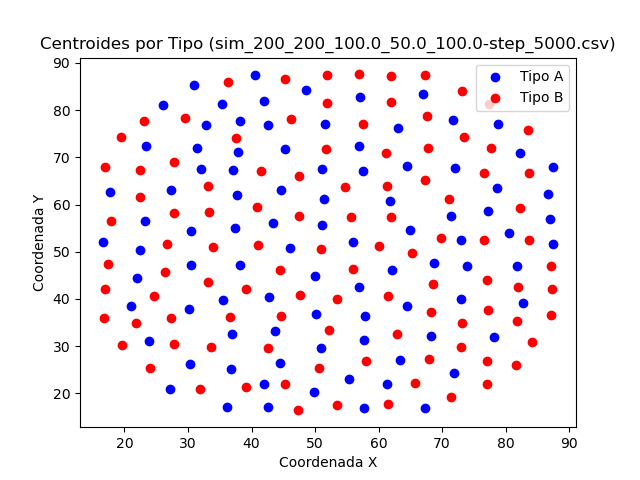 Centroides por Tipo (sim_200_200_100.0_50.0_100.0-step_5000.csv)
90
80
70
60
50
40
30
20
Coordenada Y
Tipo A
Tipo B
20 30 40 50 60 70 80 90
Coordenada X